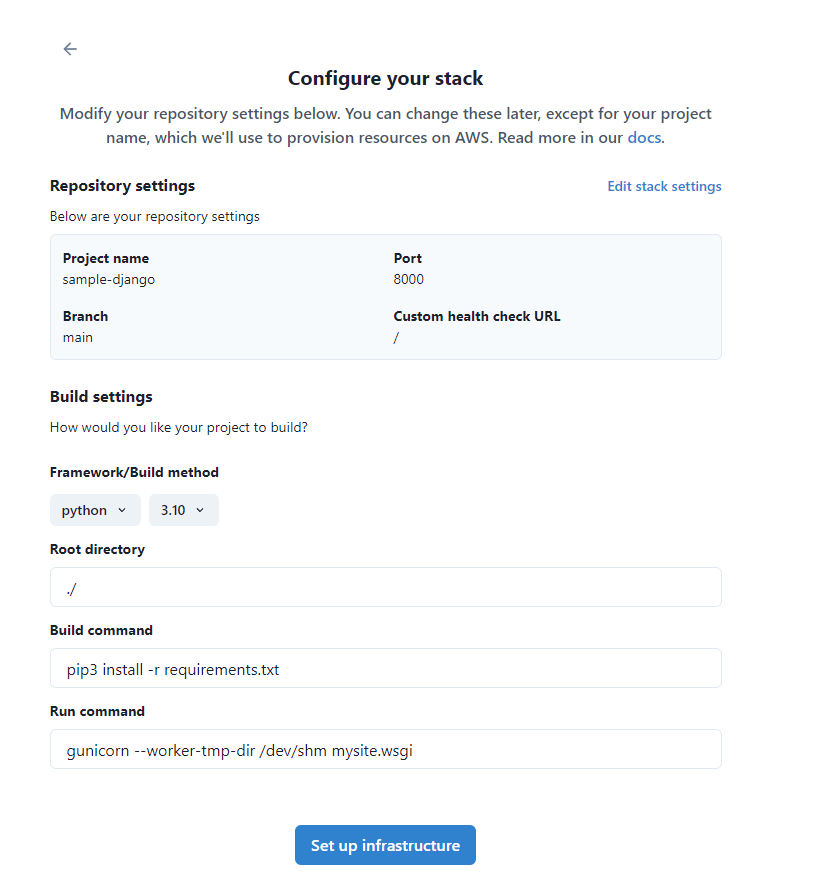 Configure your stack
Modify your repository settings below. You can change these later, except for your project
name, which we'll use to provision resources on AWS. Read more in our docs.
Repository settings
Edit stack settings
Below are your repository settings
Project name
sample-django
Port
8000
Branch
main
Custom health check URL
/
Build settings
How would you like your project to build?
Framework/Build method
python
3.10
Root directory
./
Build command
pip3 install -r requirements.txt
Run command
gunicorn --worker-tmp-dir /dev/shm mysite.wsgi
Set up infrastructure